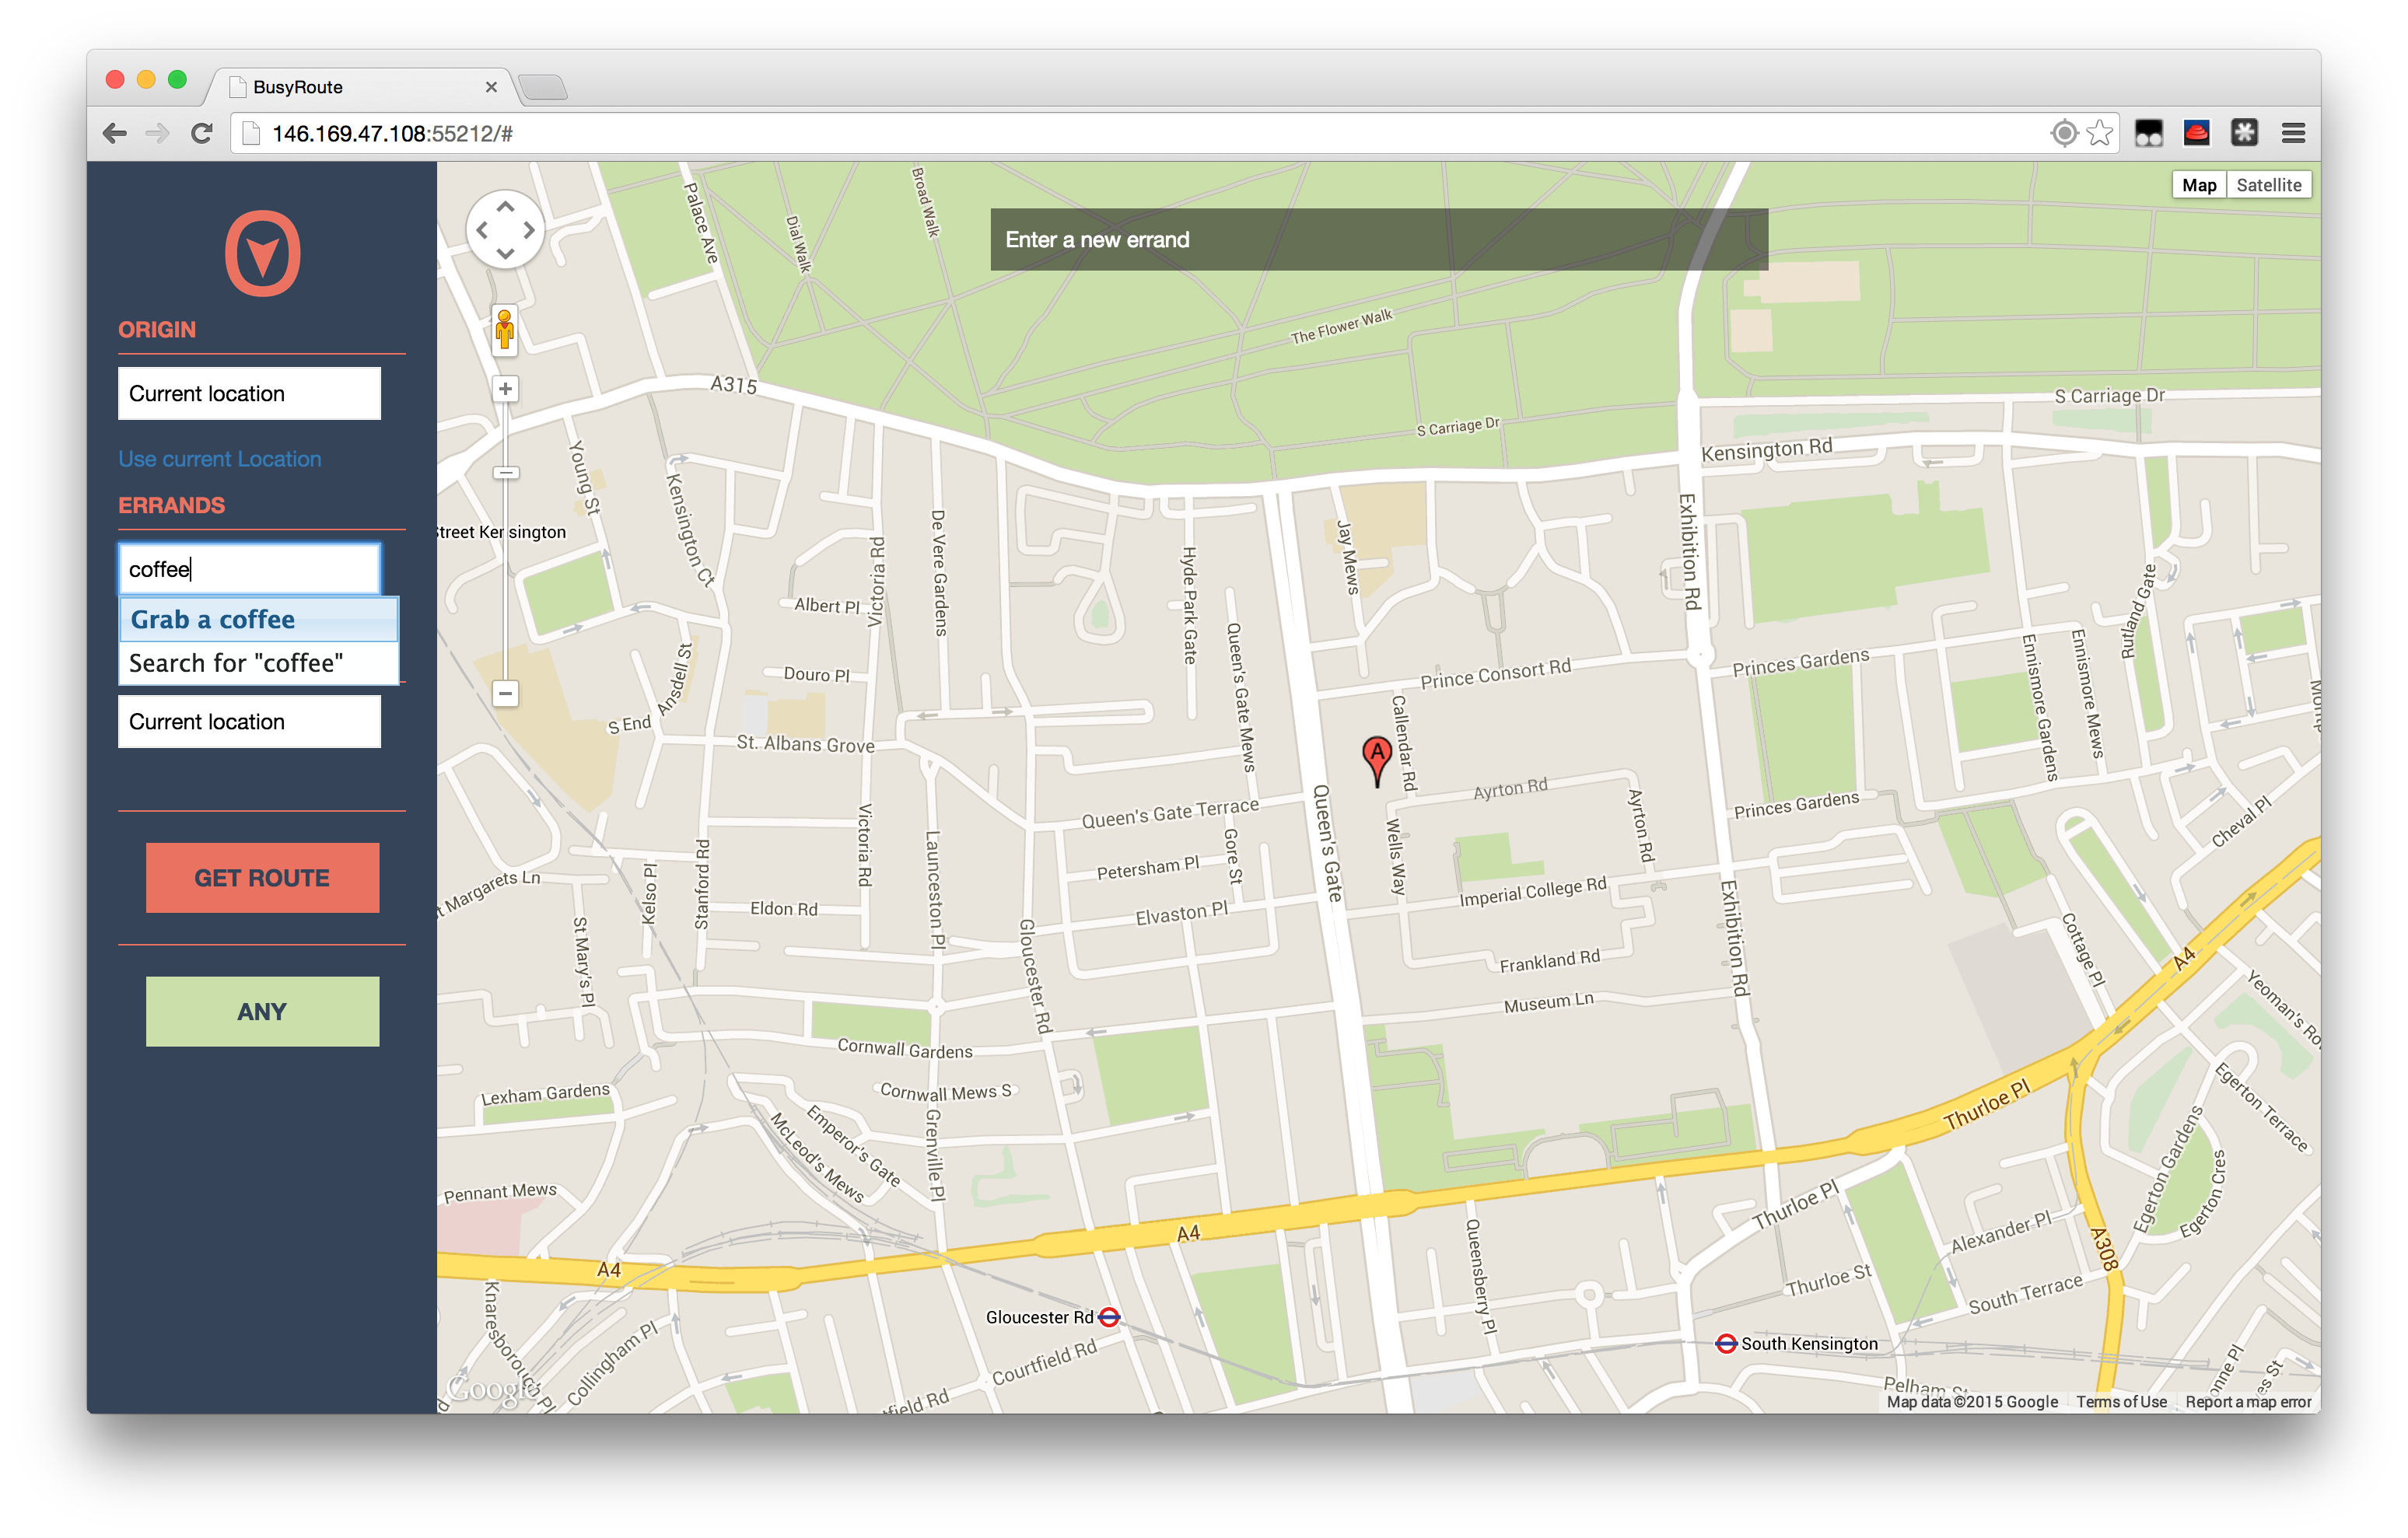 BusyRoute
146.169.47.108:55212/#
ORIGIN
Current location
Use current Location
ERRANDS
coffee
Grab a coffee
Search for "coffee"
Current location
GET ROUTE
ANY
Enter a new errand
Map
Satellite
Palace Ave
Dial Walk
Broad Walk
The Flower Walk
A315
S Carriage Dr
S Carriage Dr
Kensington Rd
Young St
Kensington Ct
Street Kensington
De Vere Gardens
Victoria Rd
Hyde Park Gate
Jay Mews
Exhibition Rd
Albert Pl
Rutland Gate
Ansdell St
Douro Pl
Queen's Gate Mews
Prince Consort Rd
Princes Gardens
Ennismore Gardens
Ennismore Mews
S End
St. Albans Grove
Callendar Rd
A
Ayrton Rd
Ayrton Rd
Queen's Gate Terrace
Queen's Gate
Princes Gardens
Cheval Pl
Wells Way
Victoria Rd
Launceston Pl
Gore St
Petersham Pl
Stanford Rd
Kelso Pl
t Margarets Ln
Imperial College Rd
Eldon Rd
Elvaston Pl
Exhibition Rd
St Mary's Pl
Gloucester Rd
Frankland Rd
Cottage Pl
A4
Museum Ln
Yeoman's Ro
Cornwall Gardens
Lexham Gardens
Cornwall Mews S
Thurloe Pl
Egerton Terrace
Emperor's Gate
McLeod's Mews
Grenville Pl
Egerton Gardens
Egerton Cres
Pennant Mews
Thurloe Pl
A4
A4
Queensberry Pl
Alexander Pl
A308
Thurloe St
South Terrace
Knaresborough Pl
Collingham Pl
Gloucester Rd
South Kensington
Courtfield Rd
tfield Rd
Pelham St
onne Pl
es St
Google
Map data ©2015 Google
Terms of Use
Report a map error